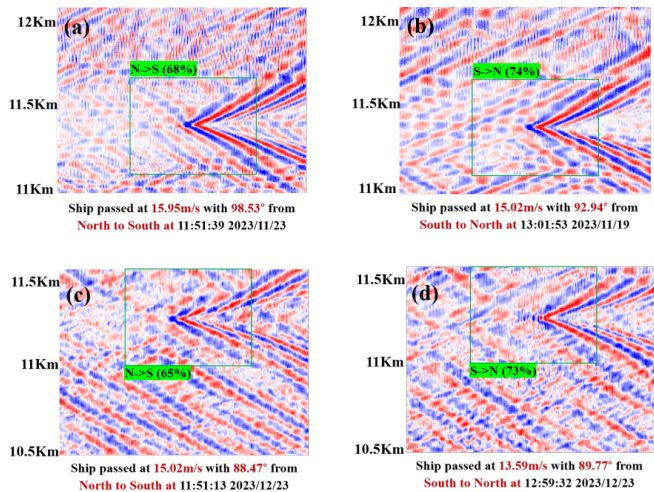 12Km
(a)
N->S (68%)
11.5Km
11Km
Ship passed at 15.95m/s with 98.53° from
North to South at 11:51:39 2023/11/23
12Km
(b)
S->N (74%)
11.5Km
11Km
Ship passed at 15.02m/s with 92.94° from
South to North at 13:01:53 2023/11/19
11.5Km
(c)
11Km
N->S (65%)
10.5Km
Ship passed at 15.02m/s with 88.47° from
North to South at 11:51:13 2023/12/23
11.5Km
(d)
11Km
S->N (73%)
10.5Km
Ship passed at 13.59m/s with 89.77° from
South to North at 12:59:32 2023/12/23